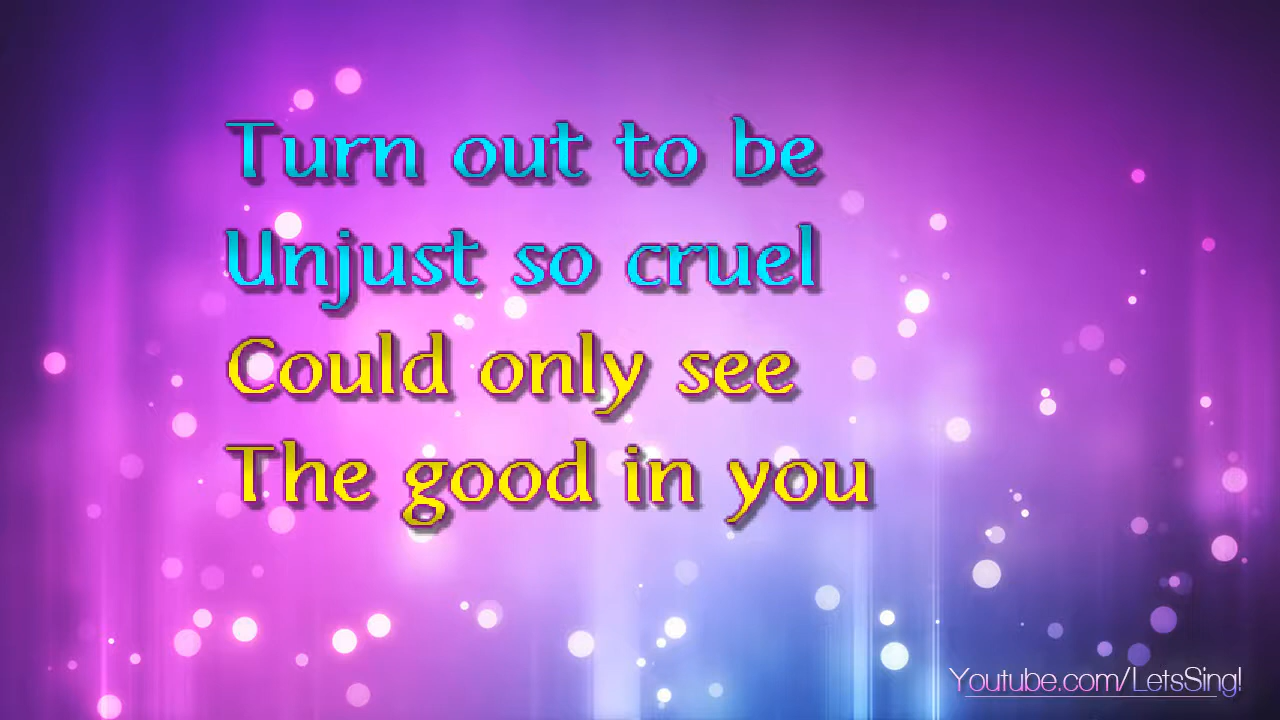 Turn out to be
Unjust so cruel
Could only see
The good in you
Youtube.com/LetsSing!